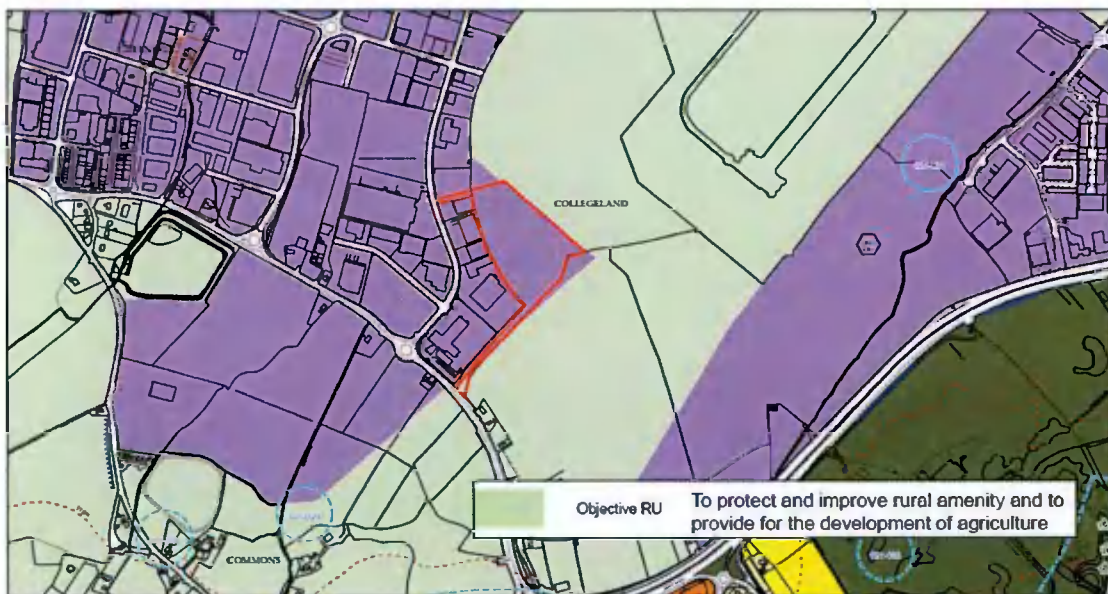 COLLEGELAND
Objective RU
To protect and improve rural amenity and to
provide for the development of agriculture
COMMONS